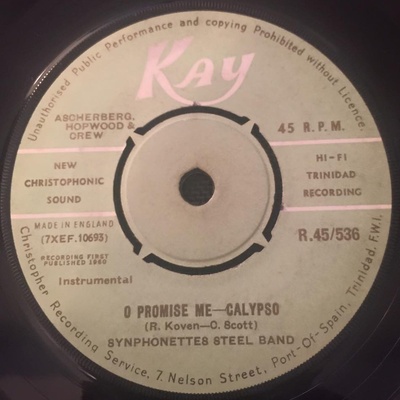 Unauthorised Public Performance and copying Prohibited without Licence.
Kay
ASCHERBERG,
HOPWOOD &
CREW
45 R.P.M.
NEW
CHRISTOPHONIC
SOUND
HI-FI
TRINIDAD
RECORDING
MADE IN ENGLAND
(7XEF.10693)
RECORDING FIRST
PUBLISHED 1960
R.45/536
Instrumental
O PROMISE ME—CALYPSO
(R. Koven—O. Scott)
SYNPHONETTES STEEL BAND
Christopher Recording Service, 7. Nelson Street, Port-Of-Spain, Trinidad, F.W.I.